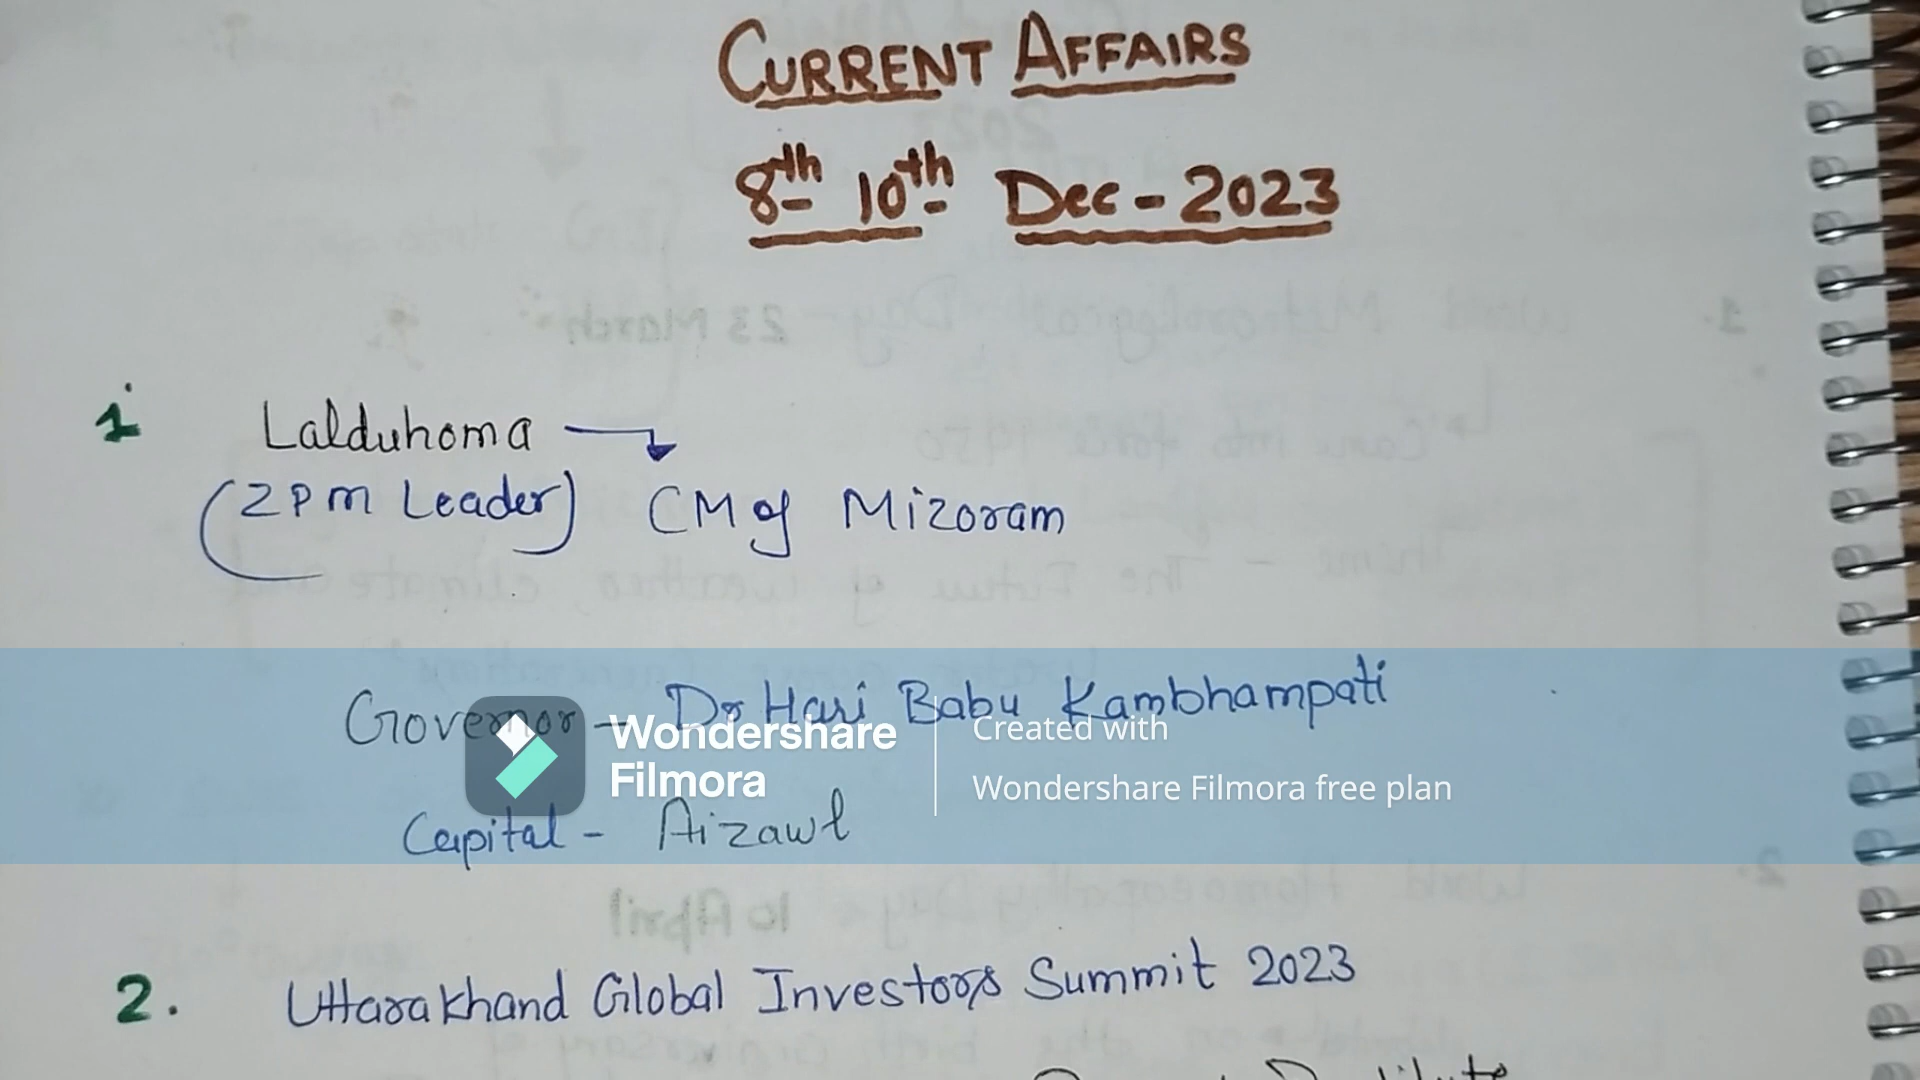 CURRENT AFFAIRS
8th 10th Dec - 2023
1. Lalduhoma
(ZPM Leader) CM of Mizoram
Governor - Dr Hari Babu Kambhampati
Wondershare
Filmora
Created with
Wondershare Filmora free plan
Capital - Aizawl
2. Uttarakhand Global Investors Summit 2023